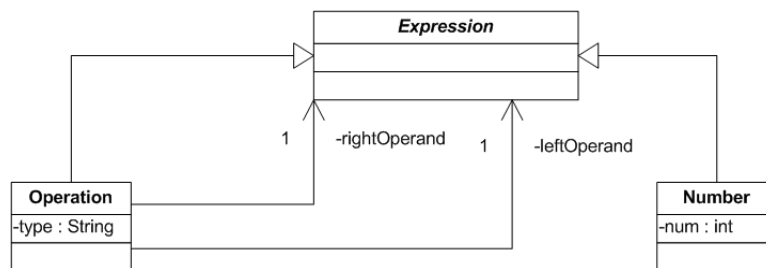 Expression
1
-rightOperand
1
-leftOperand
Operation
-type : String
Number
-num : int